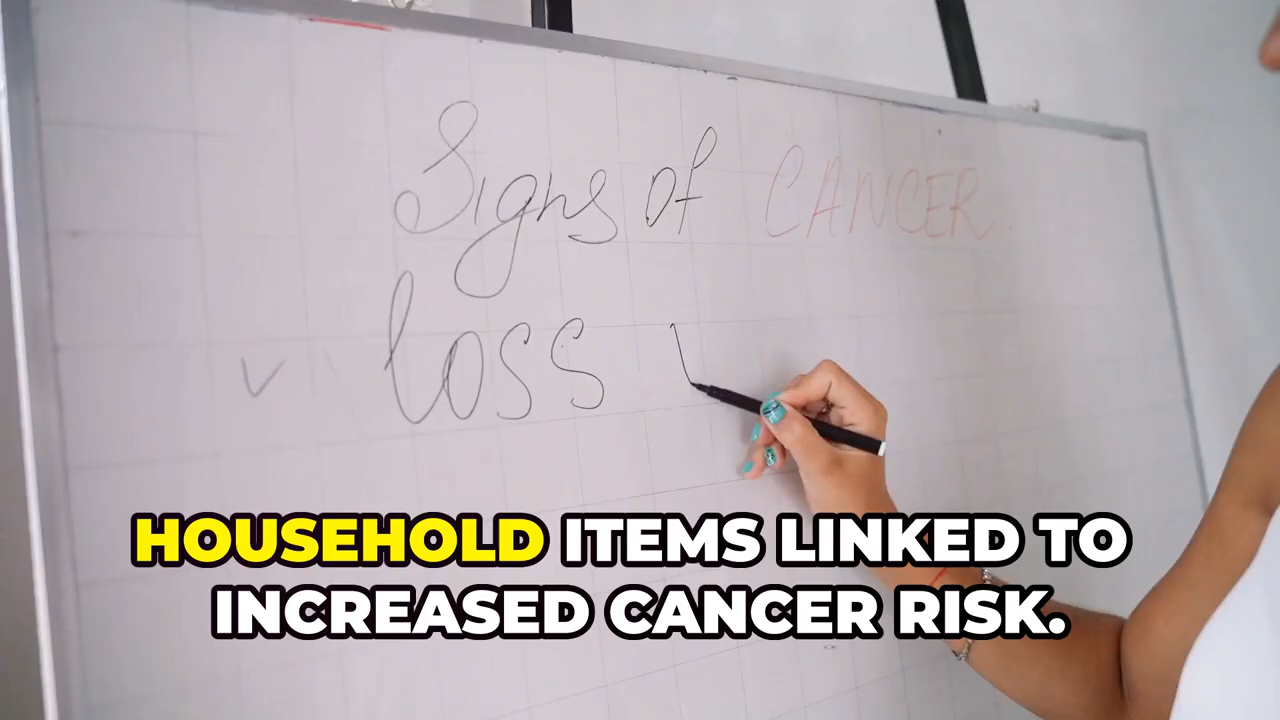 Signs of CANCER
v loss
HOUSEHOLD ITEMS LINKED TO
INCREASED CANCER RISK.